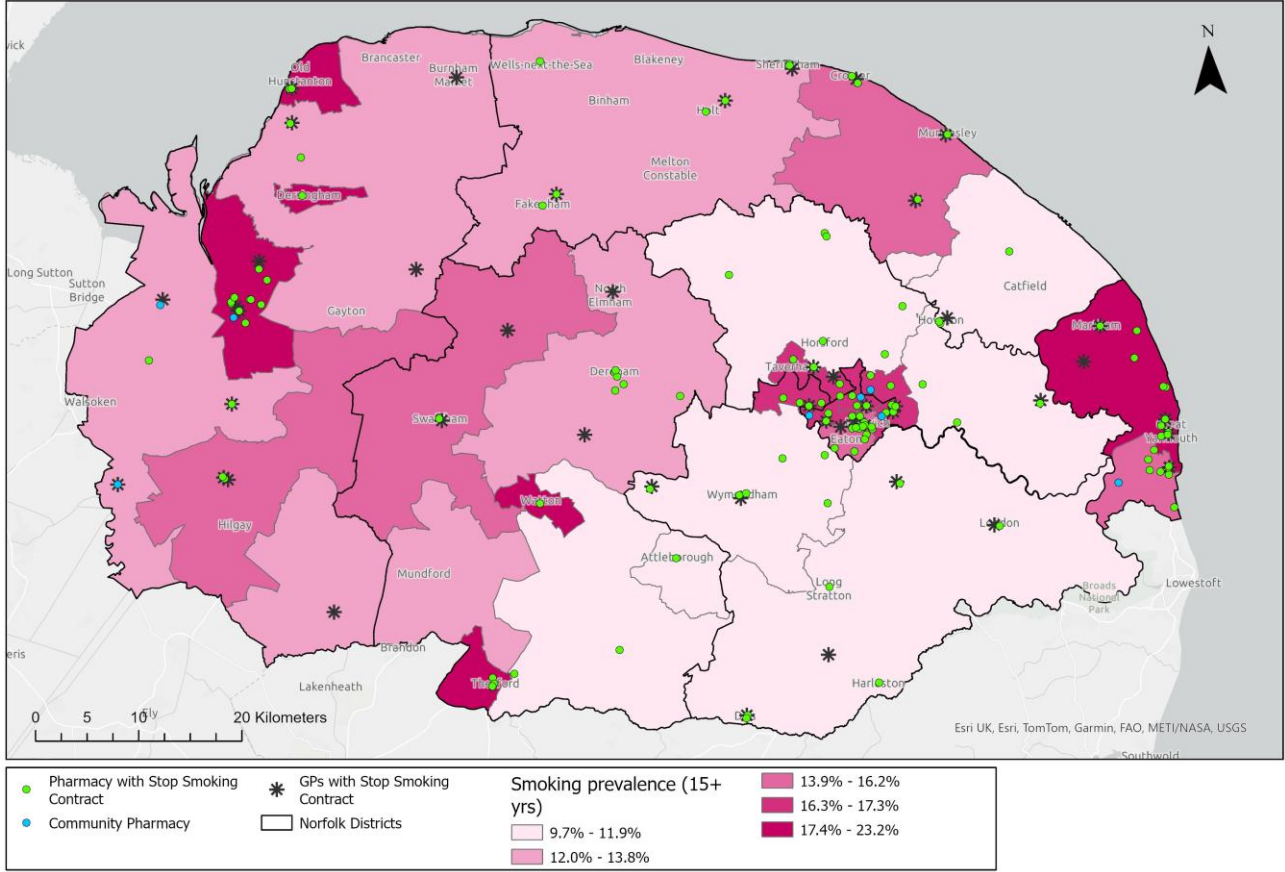 wick
N
Old
Hunstanton
Brancaster
Burnham
Market
Wells-next-the-Sea
Blakeney
Sheringham
Cromer
Binham
Holt
Mundesley
Melton
Constable
Dersingham
Fakenham
Long Sutton
Sutton
Bridge
Gayton
North
Elmham
Catfield
Hoveton
Martham
Horsford
Taverham
Dereham
Walsoken
Swaffham
Norwich
Eaton
Great
Yarmouth
Watton
Wymondham
Hilgay
Loddon
Attleborough
Mundford
Long
Stratton
Broads
National
Park
Lowestoft
Brandon
eris
Lakenheath
Thetford
Harleston
Diss
Ely
0 5 10 20 Kilometers
Esri UK, Esri, TomTom, Garmin, FAO, METI/NASA, USGS
Southwold
Pharmacy with Stop Smoking
Contract
Community Pharmacy
GPs with Stop Smoking
Contract
Norfolk Districts
Smoking prevalence (15+
yrs)
9.7% - 11.9%
12.0% - 13.8%
13.9% - 16.2%
16.3% - 17.3%
17.4% - 23.2%